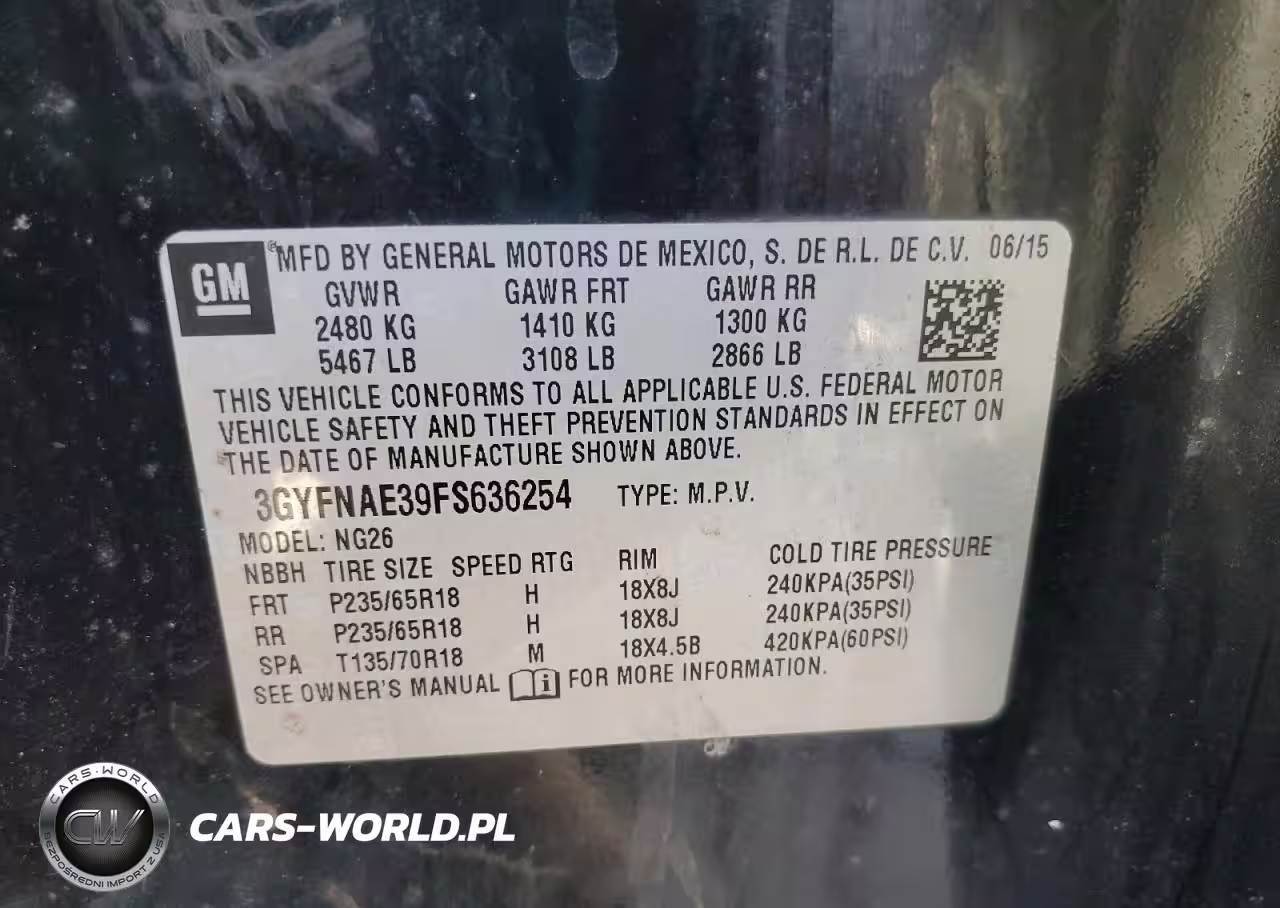 GM
MFD BY GENERAL MOTORS DE MEXICO, S. DE R.L. DE C.V. 06/15
GVWR GAWR FRT GAWR RR
2480 KG 1410 KG 1300 KG
5467 LB 3108 LB 2866 LB
THIS VEHICLE CONFORMS TO ALL APPLICABLE U.S. FEDERAL MOTOR
VEHICLE SAFETY AND THEFT PREVENTION STANDARDS IN EFFECT ON
THE DATE OF MANUFACTURE SHOWN ABOVE.
3GYFNAE39FS636254 TYPE: M.P.V.
MODEL: NG26
NBBH TIRE SIZE SPEED RTG RIM COLD TIRE PRESSURE
FRT P235/65R18 H 18X8J 240KPA(35PSI)
RR P235/65R18 H 18X8J 240KPA(35PSI)
SPA T135/70R18 M 18X4.5B 420KPA(60PSI)
SEE OWNER'S MANUAL i FOR MORE INFORMATION.
CARS-WORLD
CW
BEZPOŚREDNI IMPORT Z USA
CARS-WORLD.PL